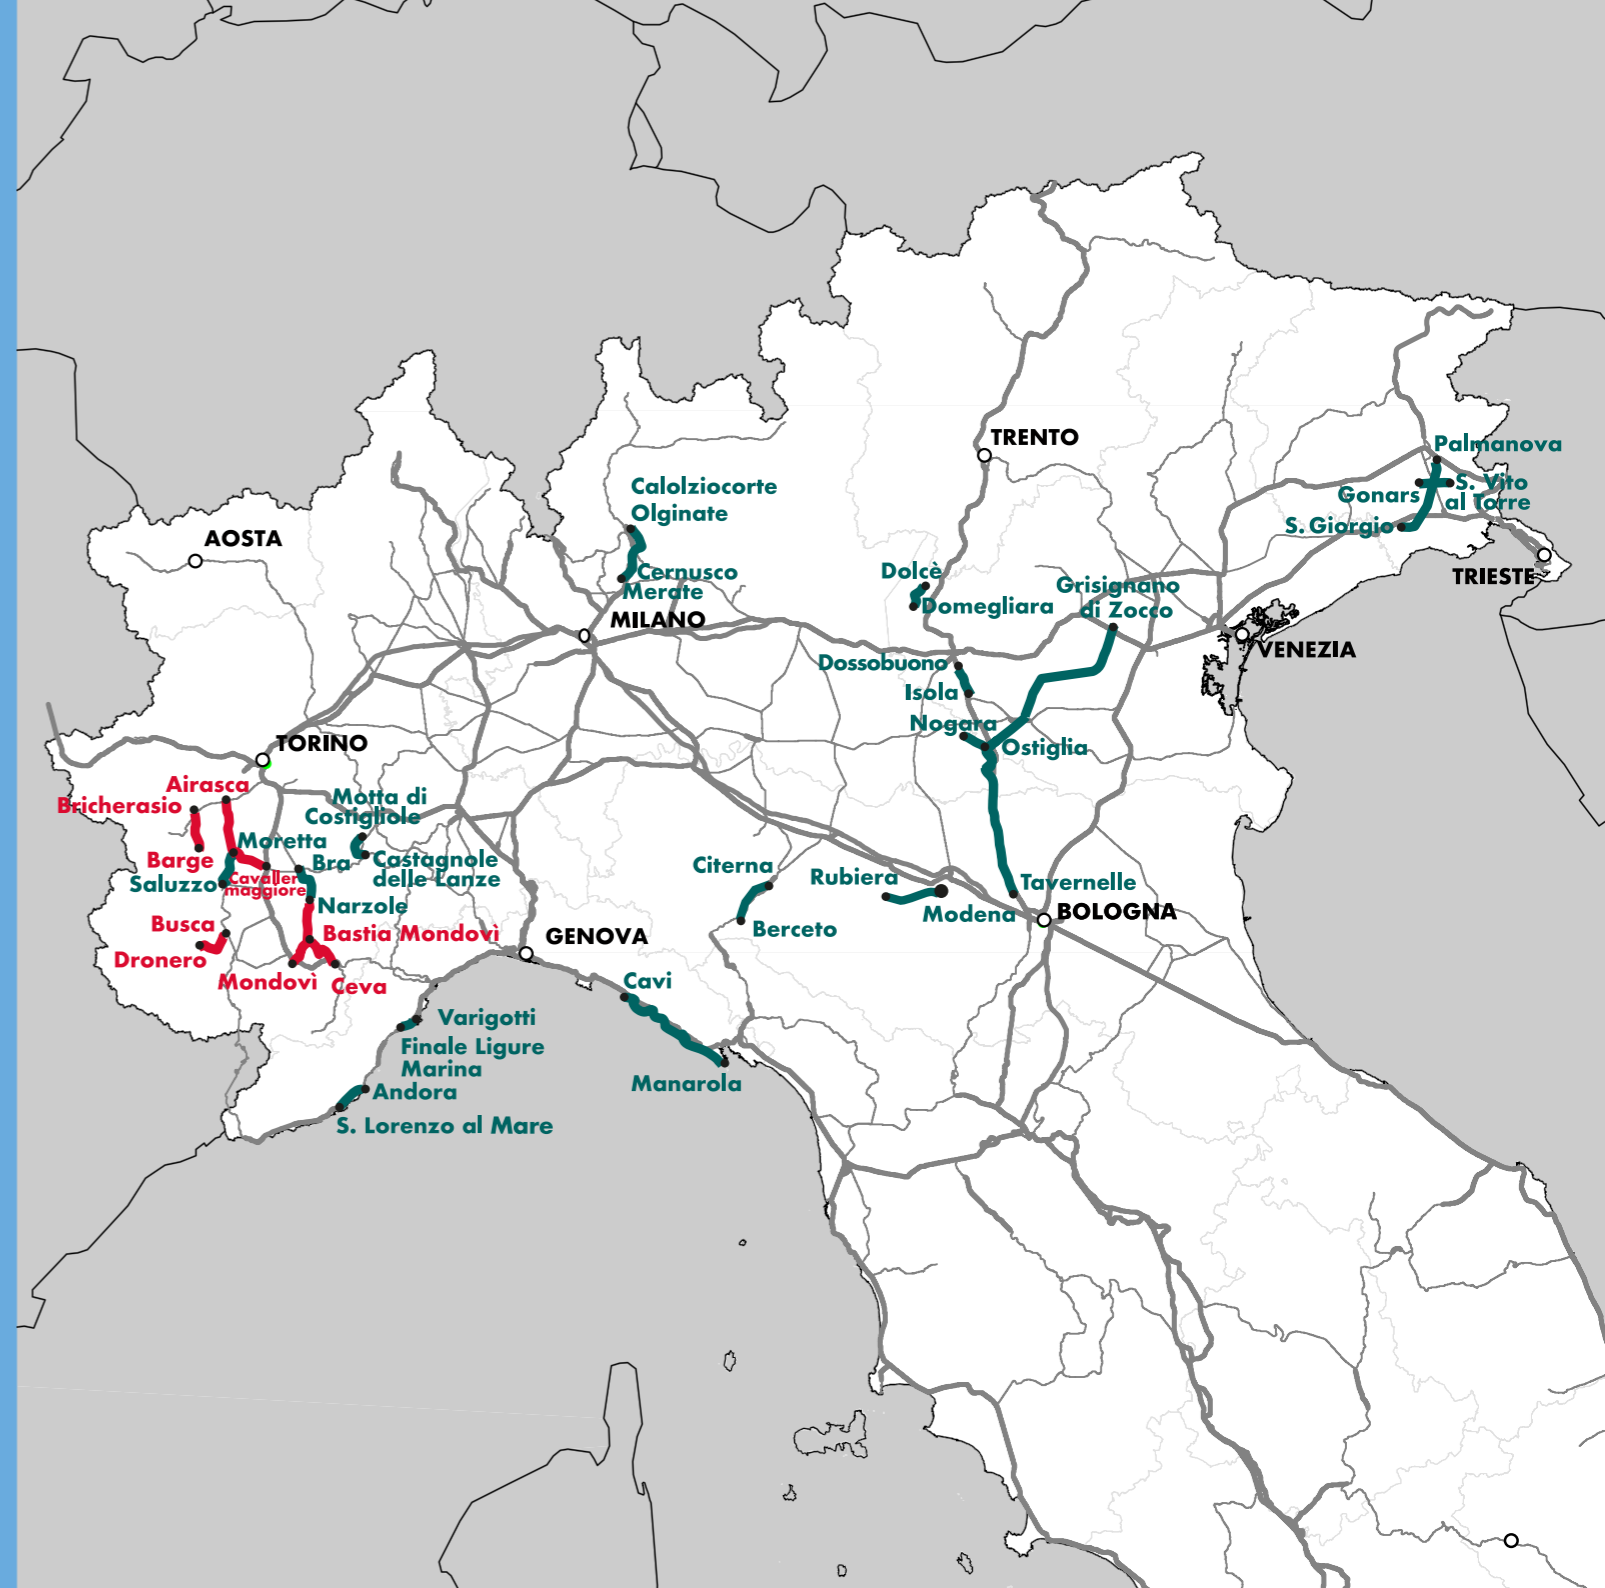 TRENTO
Palmanova
S. Vito
al Torre
Gonars
S. Giorgio
TRIESTE
Calolziocorte
Olginate
AOSTA
Cernusco
Merate
MILANO
Dolcè
Domegliara
Grisignano
di Zocco
VENEZIA
Dossobuono
Isola
Nogara
Ostiglia
TORINO
Airasca
Bricherasio
Motta di
Costigliole
Moretta
Barge
Bra
Castagnole
delle Lanze
Saluzzo
Cavaller
maggiore
Narzole
Busca
Bastia Mondovì
Dronero
Mondovì
Ceva
GENOVA
Citerna
Rubiera
Tavernelle
Modena
BOLOGNA
Berceto
Cavi
Varigotti
Finale Ligure
Marina
Manarola
Andora
S. Lorenzo al Mare